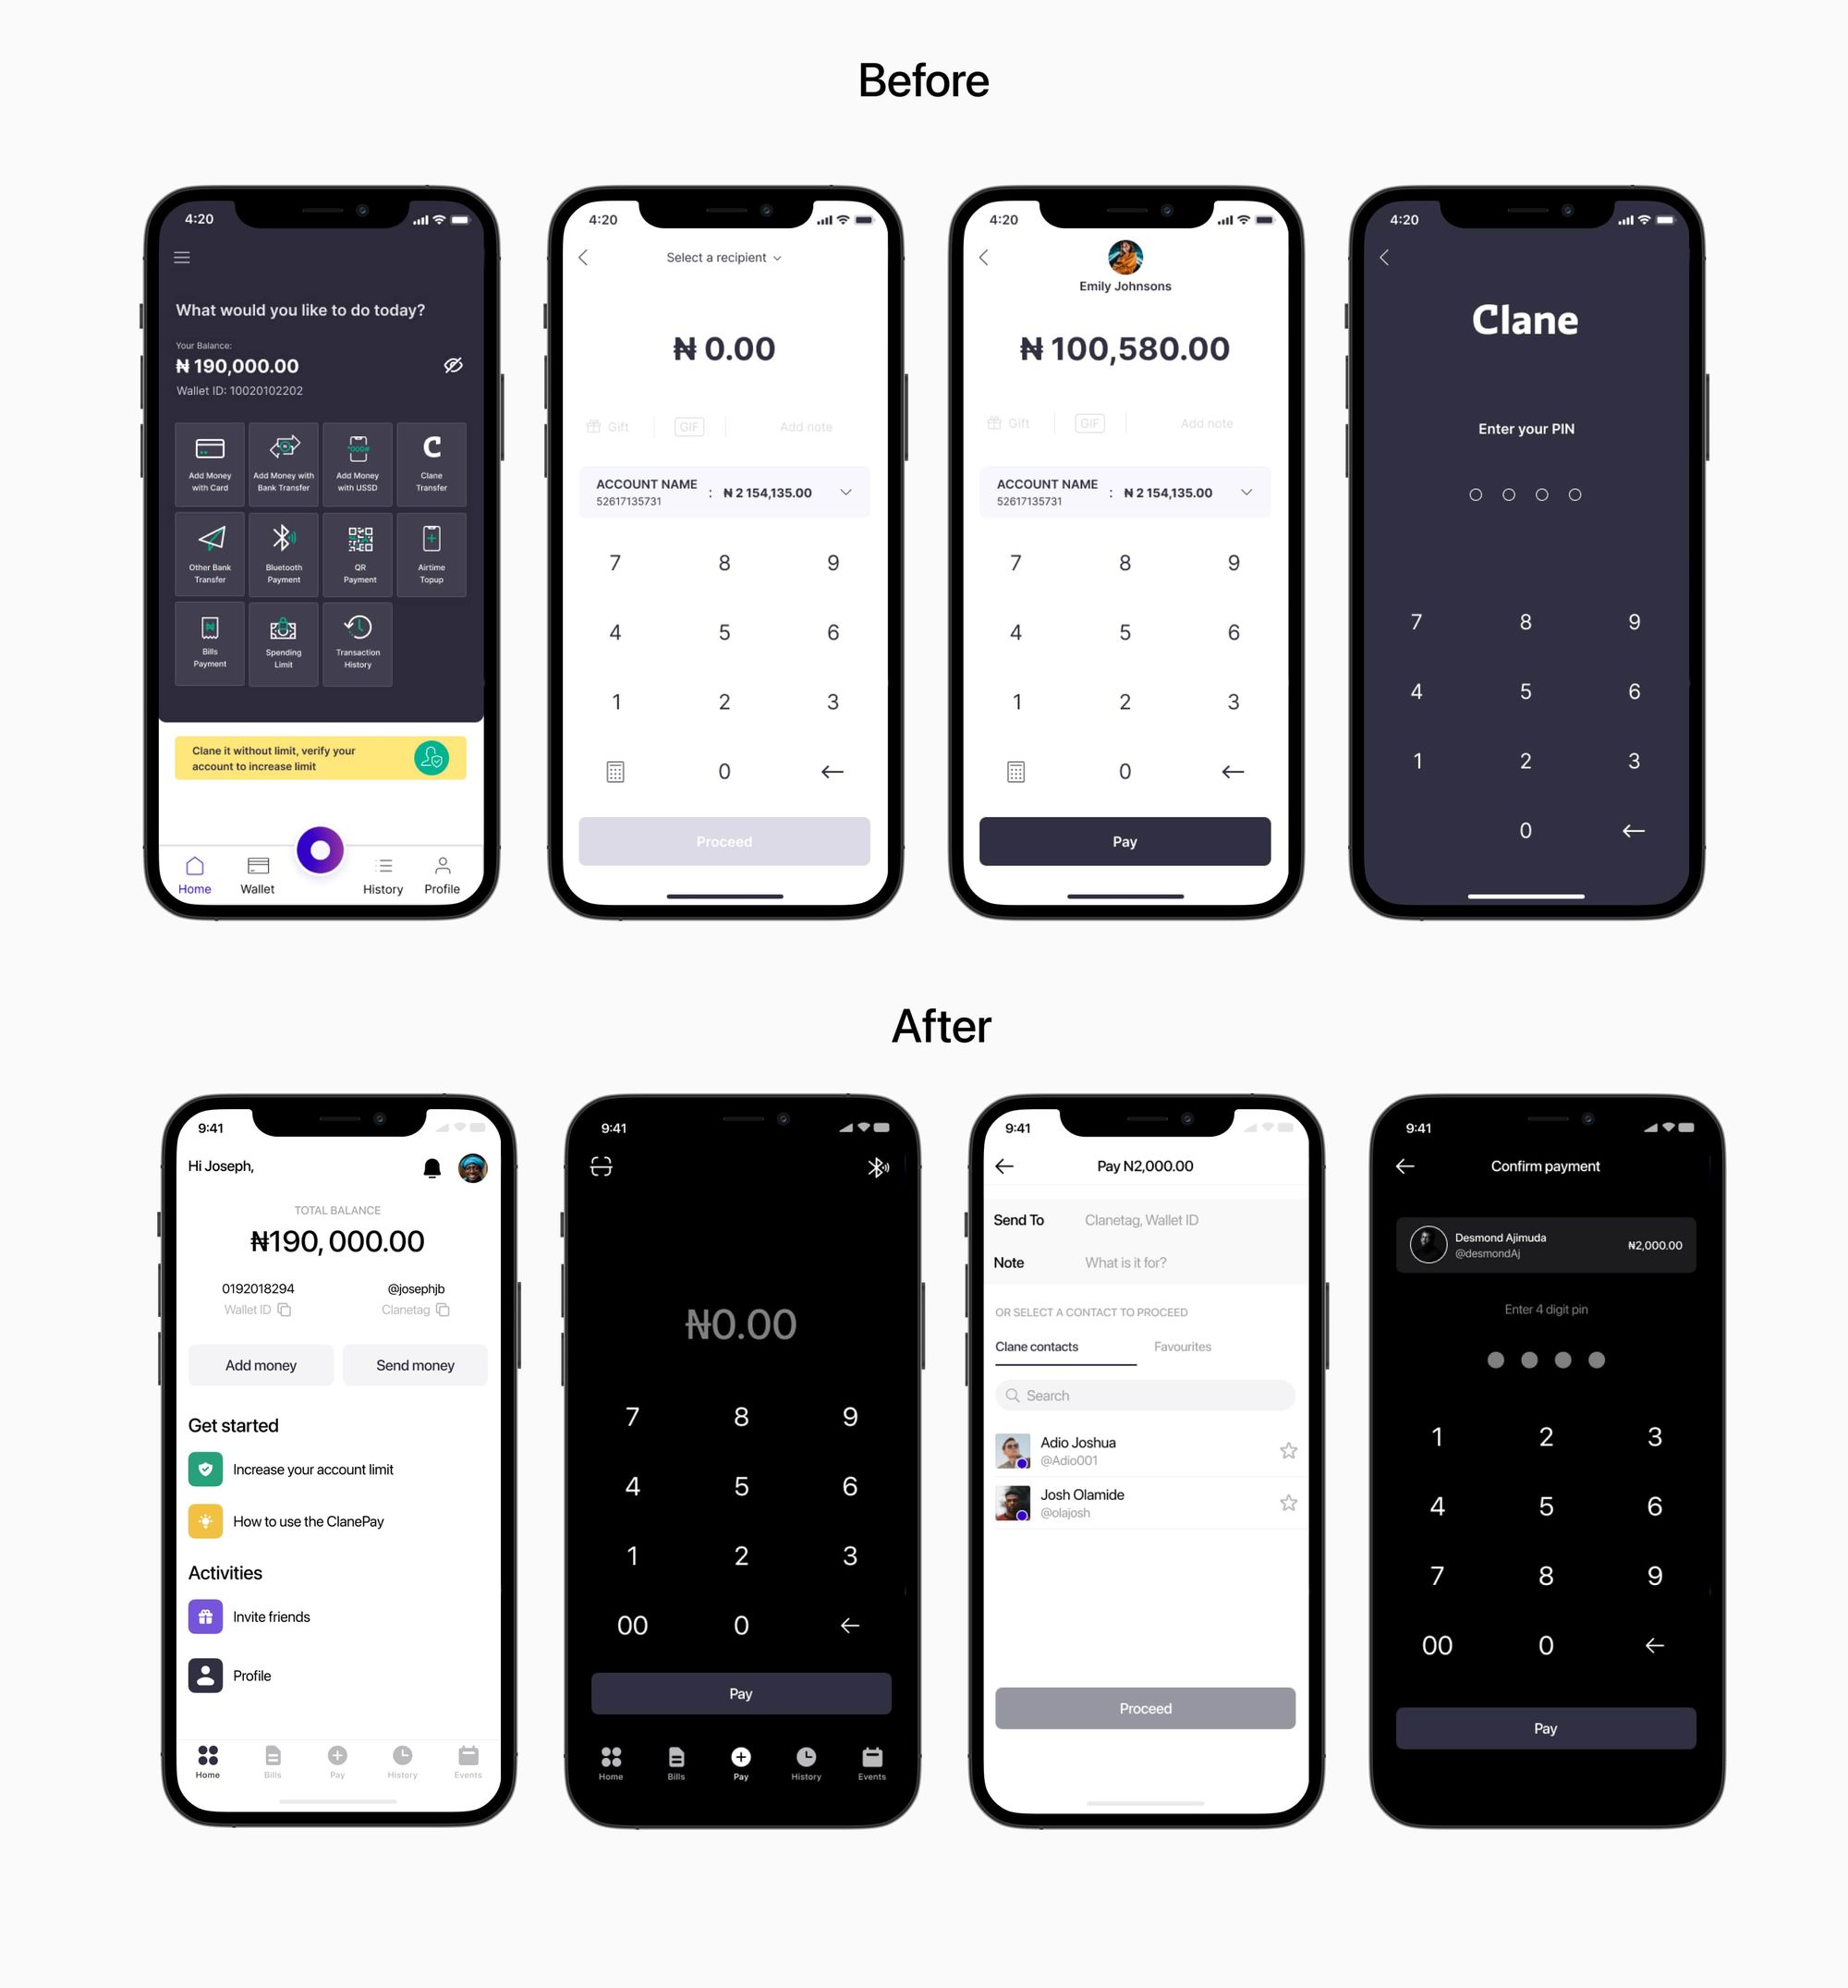 Before
4:20
What would you like to do today?
Your Balance:
₦ 190,000.00
Wallet ID: 10020102202
Add Money
with Card
Add Money with
Bank Transfer
*000#
Add Money
with USSD
C
Clane
Transfer
Other Bank
Transfer
Bluetooth
Payment
QR
Payment
Airtime
Topup
Bills
Payment
Spending
Limit
Transaction
History
Clane it without limit, verify your
account to increase limit
Home
Wallet
History
Profile
4:20
Select a recipient
₦ 0.00
Gift
GIF
Add note
ACCOUNT NAME
52617135731
: ₦ 2 154,135.00
7 8 9
4 5 6
1 2 3
0
Proceed
4:20
Emily Johnsons
₦ 100,580.00
Gift
GIF
Add note
ACCOUNT NAME
52617135731
: ₦ 2 154,135.00
7 8 9
4 5 6
1 2 3
0
Pay
4:20
Clane
Enter your PIN
7 8 9
4 5 6
1 2 3
0
After
9:41
Hi Joseph,
TOTAL BALANCE
₦190, 000.00
0192018294
Wallet ID
@josephjb
Clanetag
Add money
Send money
Get started
Increase your account limit
How to use the ClanePay
Activities
Invite friends
Profile
Home
Bills
Pay
History
Events
9:41
₦0.00
7 8 9
4 5 6
1 2 3
00 0
Pay
Home
Bills
Pay
History
Events
9:41
Pay N2,000.00
Send To
Clanetag, Wallet ID
Note
What is it for?
OR SELECT A CONTACT TO PROCEED
Clane contacts
Favourites
Search
Adio Joshua
@Adio001
Josh Olamide
@olajosh
Proceed
9:41
Confirm payment
Desmond Ajimuda
@desmondAj
₦2,000.00
Enter 4 digit pin
1 2 3
4 5 6
7 8 9
00 0
Pay